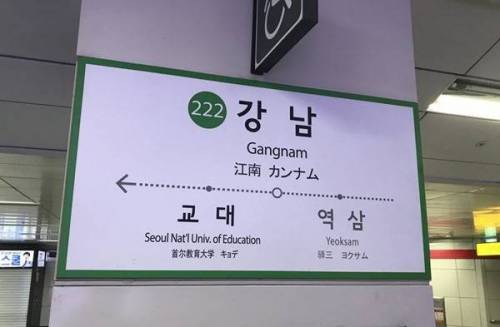 222 강남
Gangnam
江南 カンナム
교대
Seoul Nat'l Univ. of Education
首尔教育大学 キョデ
역삼
Yeoksam
驛三 ヨクサム